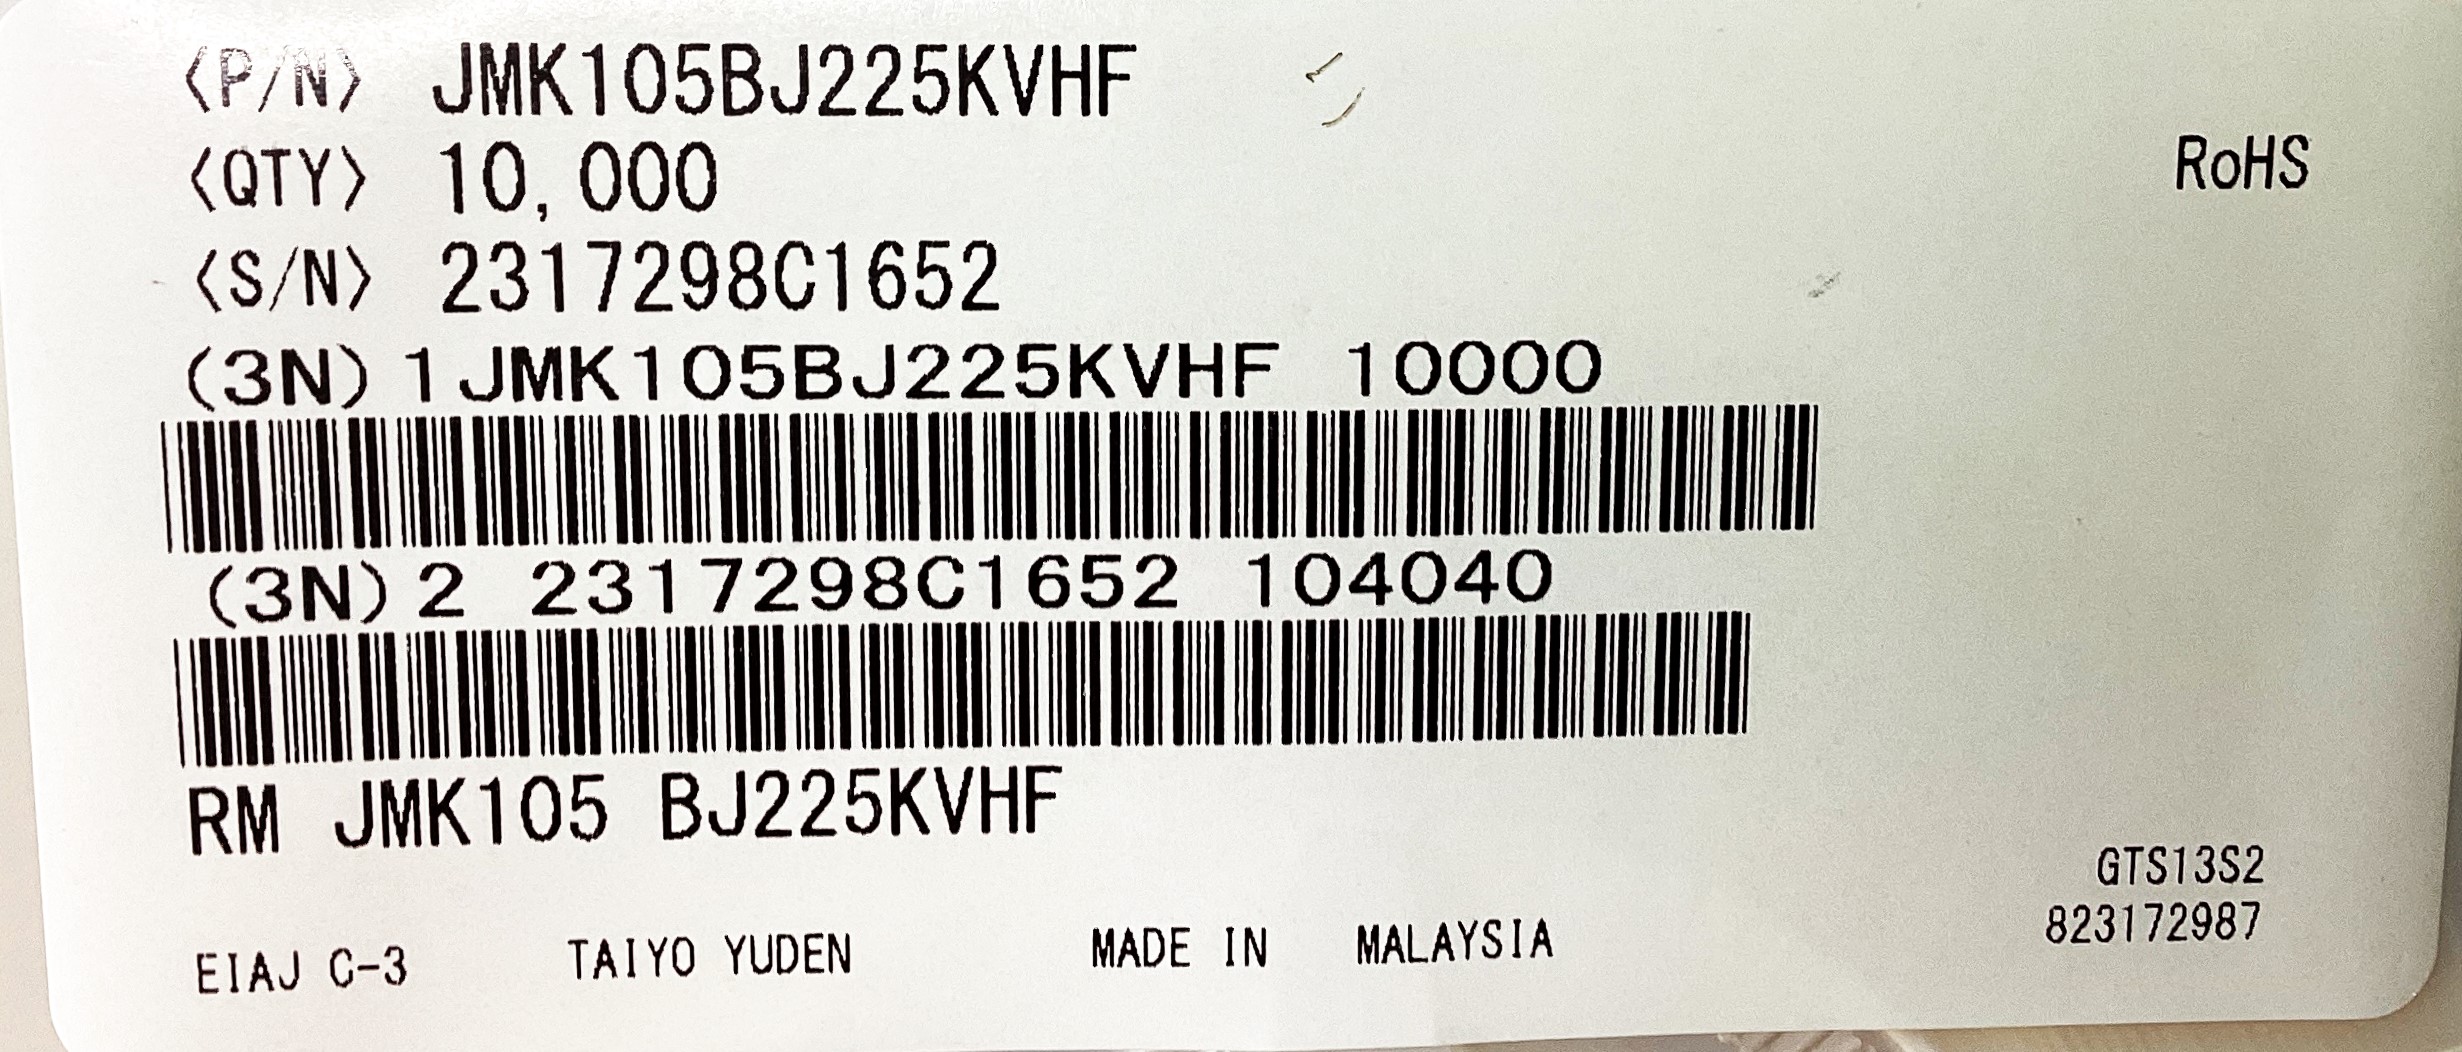 〈P/N〉 JMK105BJ225KVHF
〈QTY〉 10,000
RoHS
〈S/N〉 2317298C1652
(3N)1JMK105BJ225KVHF 10000
(3N)2 2317298C1652 104040
RM JMK105 BJ225KVHF
GTS13S2
823172987
EIAJ C-3 TAIYO YUDEN MADE IN MALAYSIA